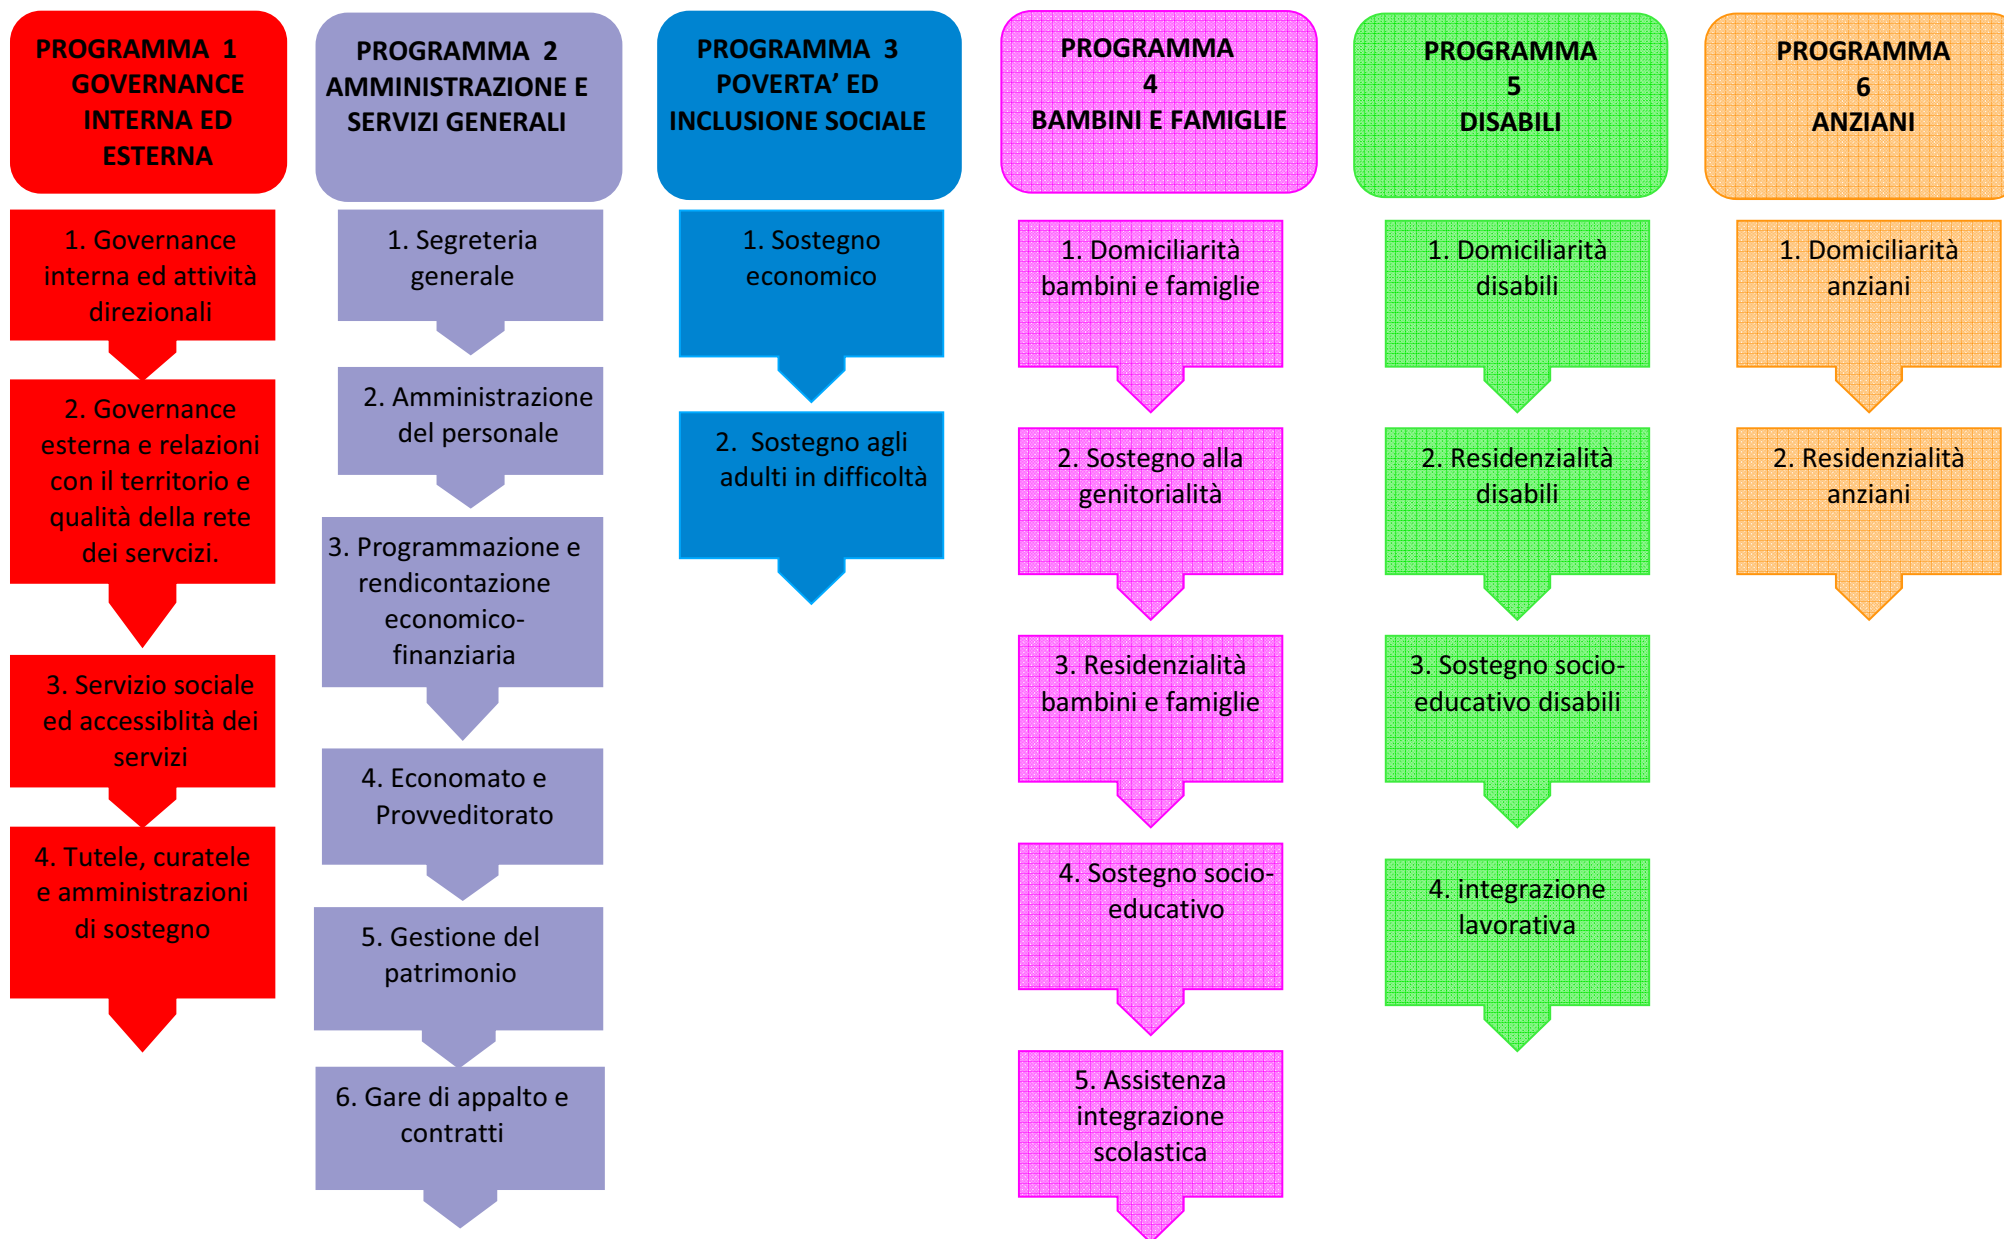 PROGRAMMA 1
GOVERNANCE
INTERNA ED
ESTERNA
1. Governance
interna ed attività
direzionali
2. Governance
esterna e relazioni
con il territorio e
qualità della rete
dei servcizi.
3. Servizio sociale
ed accessiblità dei
servizi
4. Tutele, curatele
e amministrazioni
di sostegno
PROGRAMMA 2
AMMINISTRAZIONE E
SERVIZI GENERALI
1. Segreteria
generale
2. Amministrazione
del personale
3. Programmazione e
rendicontazione
economico-
finanziaria
4. Economato e
Provveditorato
5. Gestione del
patrimonio
6. Gare di appalto e
contratti
PROGRAMMA 3
POVERTA’ ED
INCLUSIONE SOCIALE
1. Sostegno
economico
2. Sostegno agli
adulti in difficoltà
PROGRAMMA
4
BAMBINI E FAMIGLIE
1. Domiciliarità
bambini e famiglie
2. Sostegno alla
genitorialità
3. Residenzialità
bambini e famiglie
4. Sostegno socio-
educativo
5. Assistenza
integrazione
scolastica
PROGRAMMA
5
DISABILI
1. Domiciliarità
disabili
2. Residenzialità
disabili
3. Sostegno socio-
educativo disabili
4. integrazione
lavorativa
PROGRAMMA
6
ANZIANI
1. Domiciliarità
anziani
2. Residenzialità
anziani